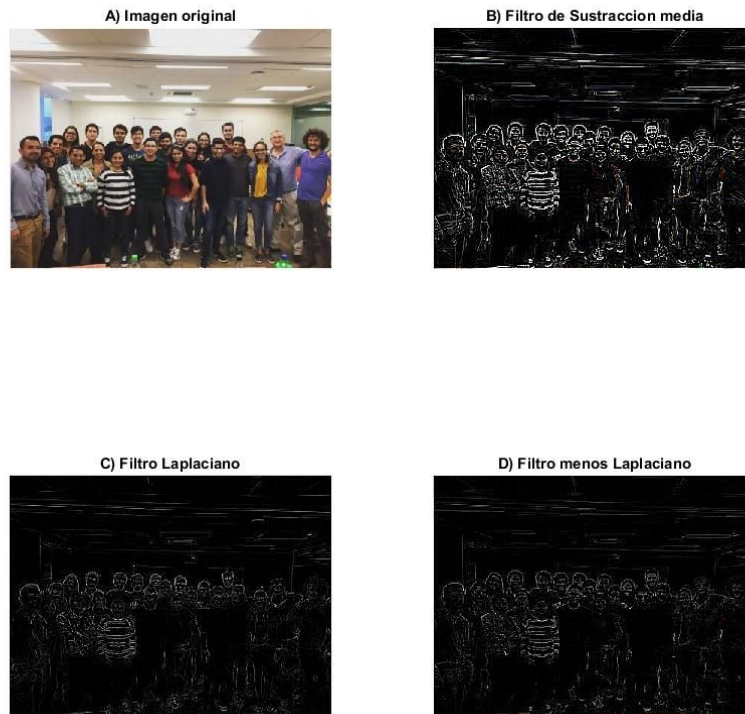 A) Imagen original
B) Filtro de Sustraccion media
C) Filtro Laplaciano
D) Filtro menos Laplaciano